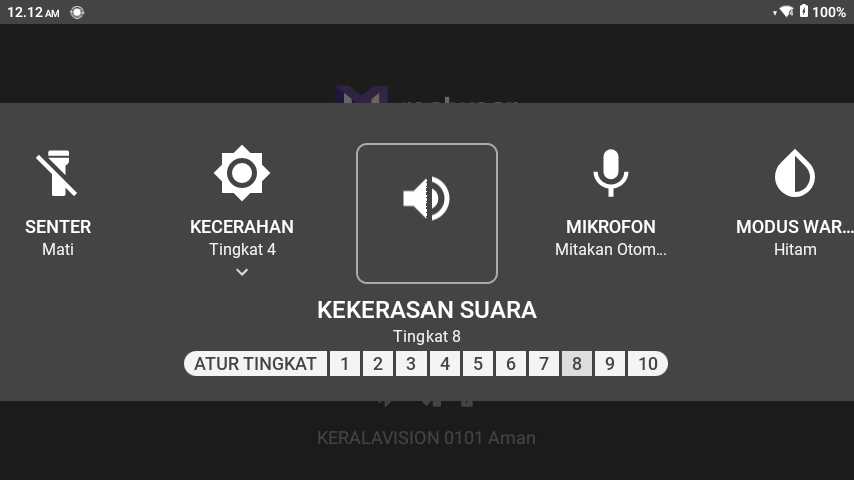 12.12 AM
100%
SENTER
Mati
KECERAHAN
Tingkat 4
MIKROFON
Mitakan Otom...
MODUS WAR...
Hitam
KEKERASAN SUARA
Tingkat 8
ATUR TINGKAT 1 2 3 4 5 6 7 8 9 10
KERALAVISION 0101 Aman